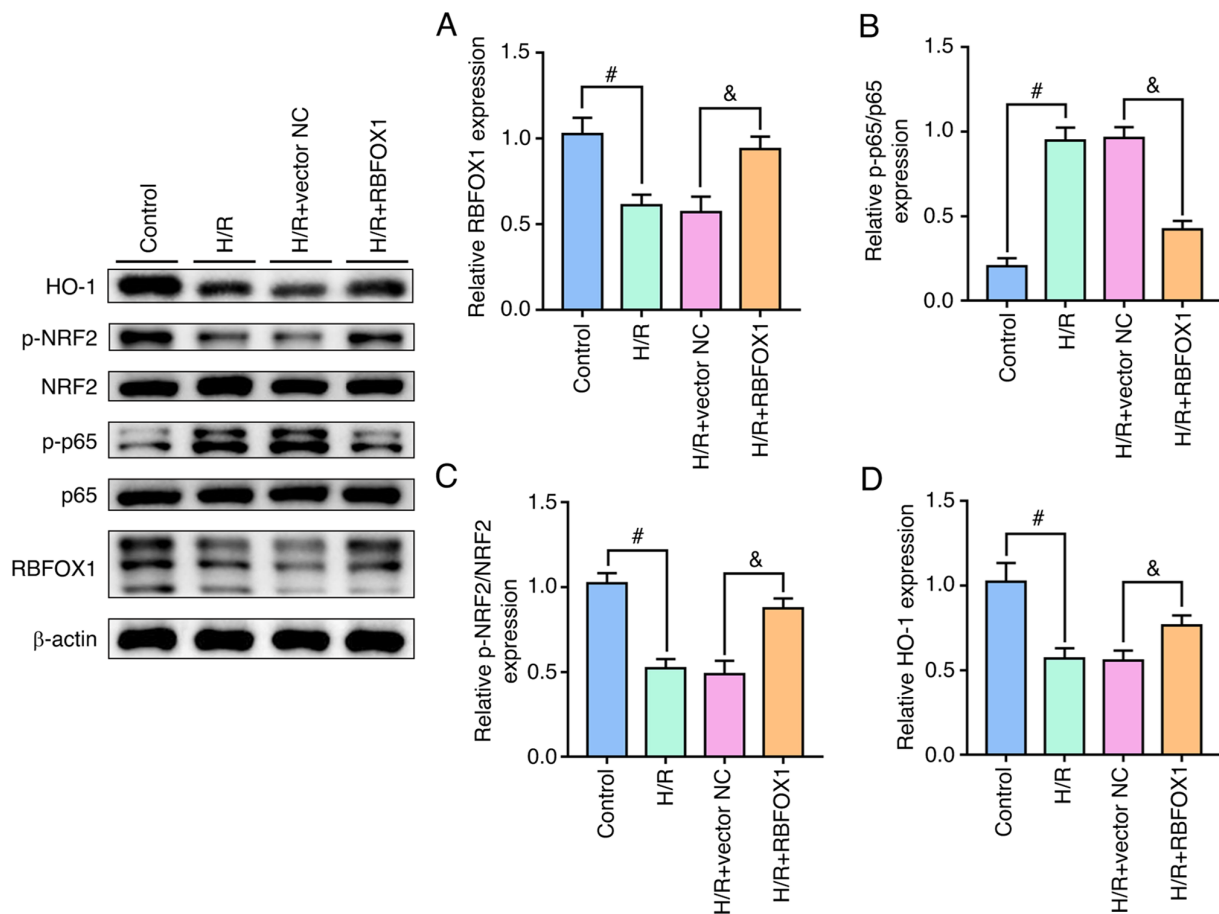 Control
H/R
H/R+vector NC
H/R+RBFOX1
HO-1
p-NRF2
NRF2
p-p65
p65
RBFOX1
β-actin
A
Relative RBFOX1 expression
1.5
1.0
0.5
0.0
#
&
Control
H/R
H/R+vector NC
H/R+RBFOX1
B
Relative p-p65/p65
expression
1.5
1.0
0.5
0.0
#
&
Control
H/R
H/R+vector NC
H/R+RBFOX1
C
Relative p-NRF2/NRF2
expression
1.5
1.0
0.5
0.0
#
&
Control
H/R
H/R+vector NC
H/R+RBFOX1
D
Relative HO-1 expression
1.5
1.0
0.5
0.0
#
&
Control
H/R
H/R+vector NC
H/R+RBFOX1